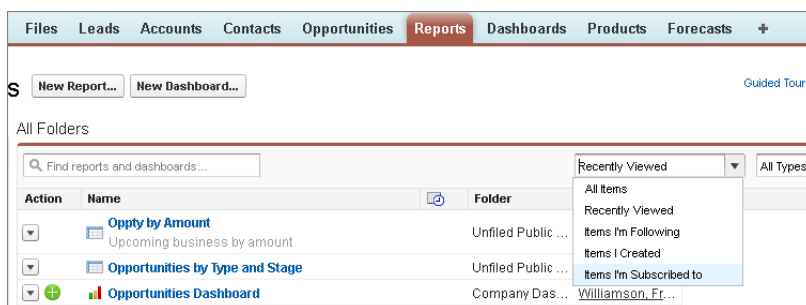 Files Leads Accounts Contacts Opportunities Reports Dashboards Products Forecasts +
s New Report... New Dashboard... Guided Tour
All Folders
Find reports and dashboards... Recently Viewed All Types
Action Name Folder
All Items
Recently Viewed
Items I'm Following
Items I Created
Items I'm Subscribed to
Oppty by Amount Unfiled Public ...
Upcoming business by amount
Opportunities by Type and Stage Unfiled Public ...
Opportunities Dashboard Company Das... Williamson, Fr...